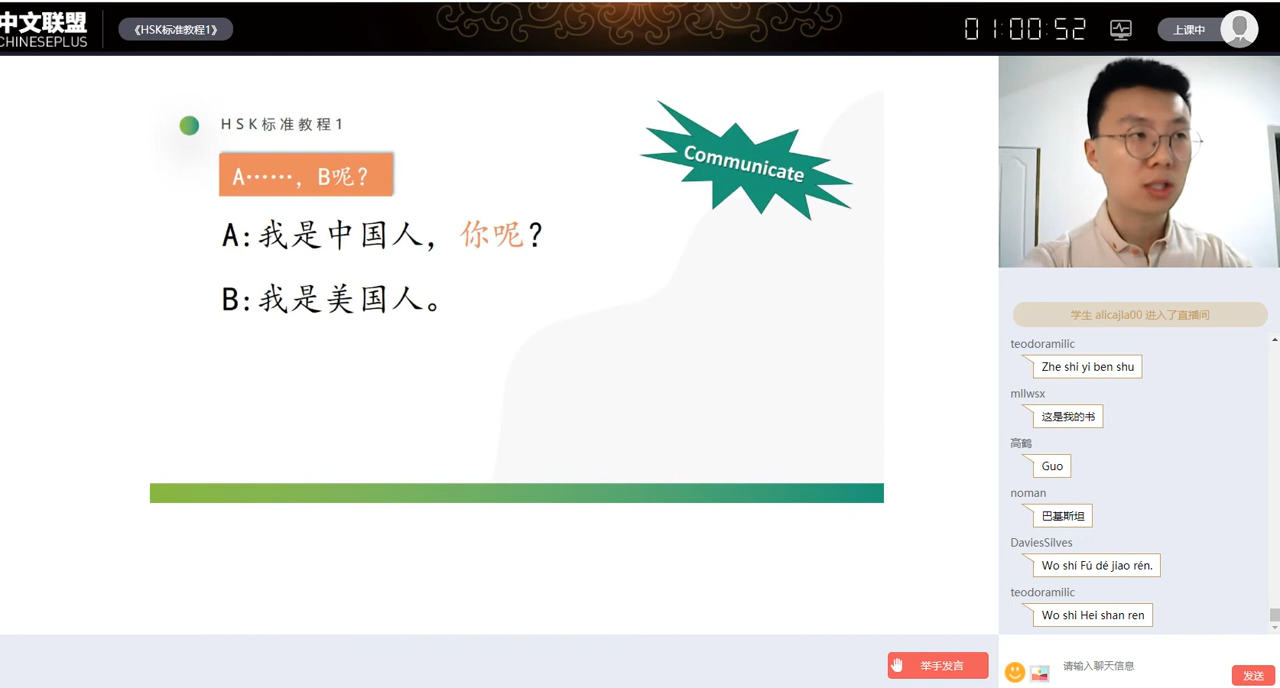 中文联盟
CHINESEPLUS
《HSK标准教程1》
01:00:52
上课中
HSK标准教程1
A……，B呢？
A:我是中国人，你呢？
B:我是美国人。
Communicate
学生 alicajla00 进入了直播间
teodoramilic
Zhe shi yi ben shu
mllwsx
这是我的书
高鹤
Guo
noman
巴基斯坦
DaviesSilves
Wo shí Fú dé jiao rén.
teodoramilic
Wo shi Hei shan ren
举手发言
请输入聊天信息
发送